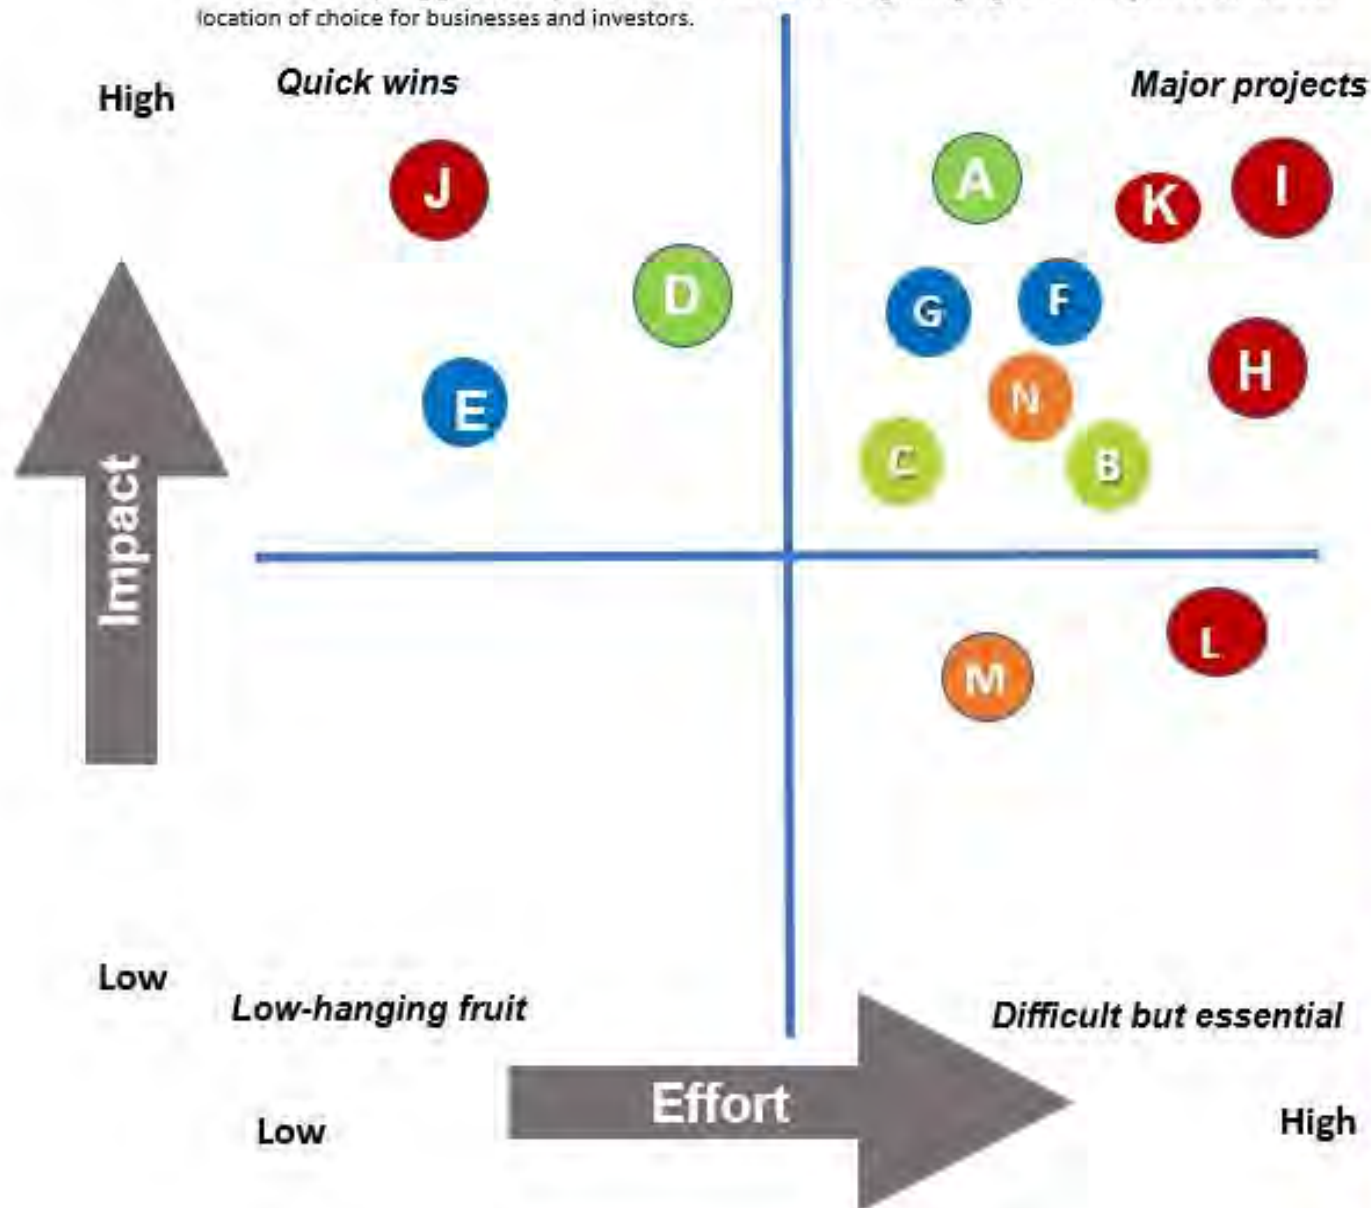 location of choice for businesses and investors.
High
Quick wins
Major projects
J
A
K
I
D
G
F
E
N
H
C
B
Impact
L
M
Low
Low-hanging fruit
Difficult but essential
Effort
Low
High